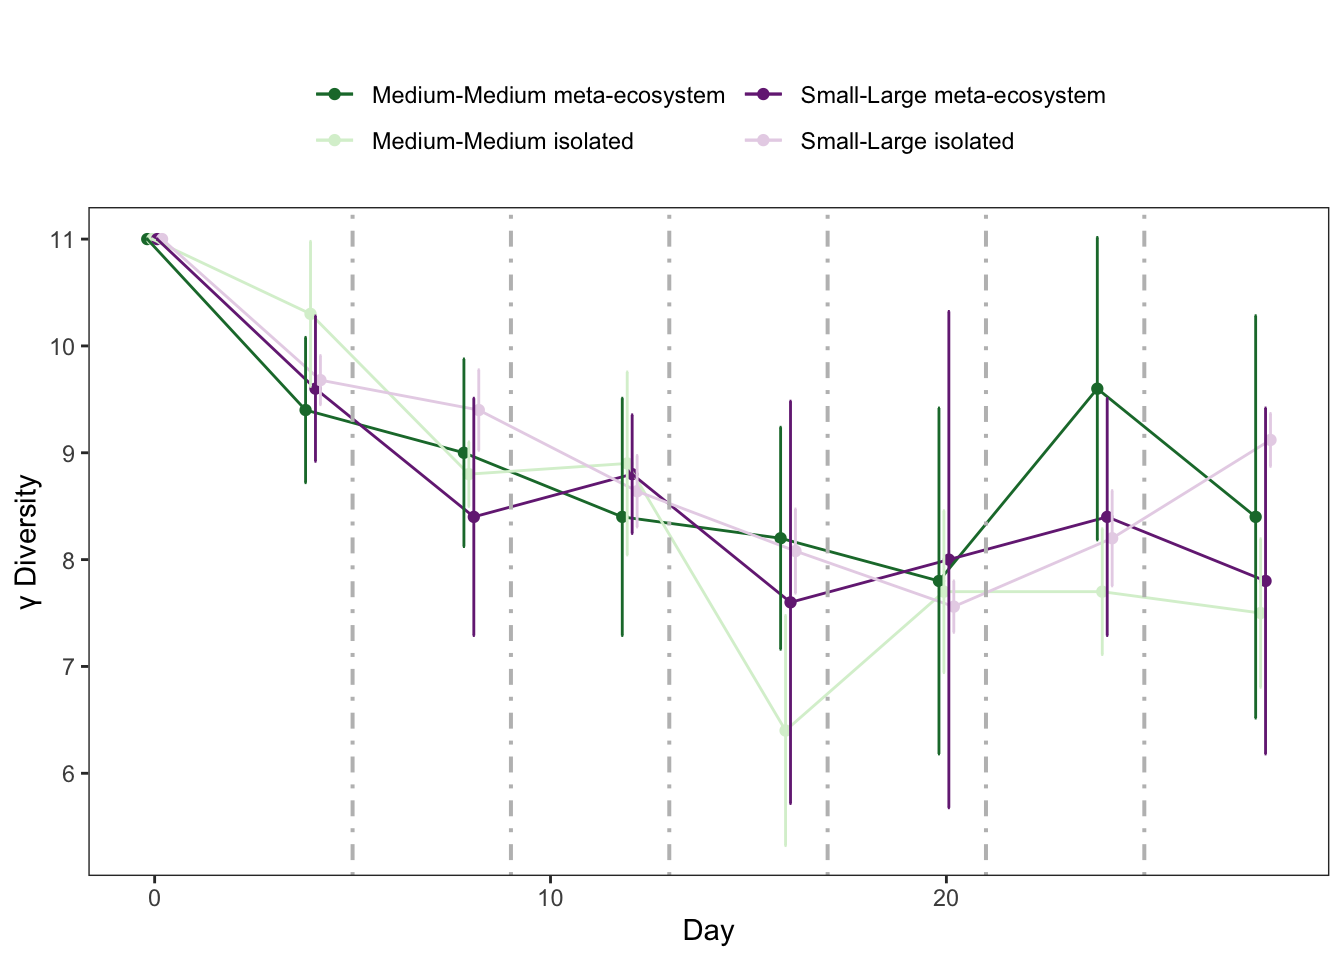 Medium-Medium meta-ecosystem Small-Large meta-ecosystem
Medium-Medium isolated Small-Large isolated
11
10
9
8
7
6
γ Diversity
0 10 20
Day